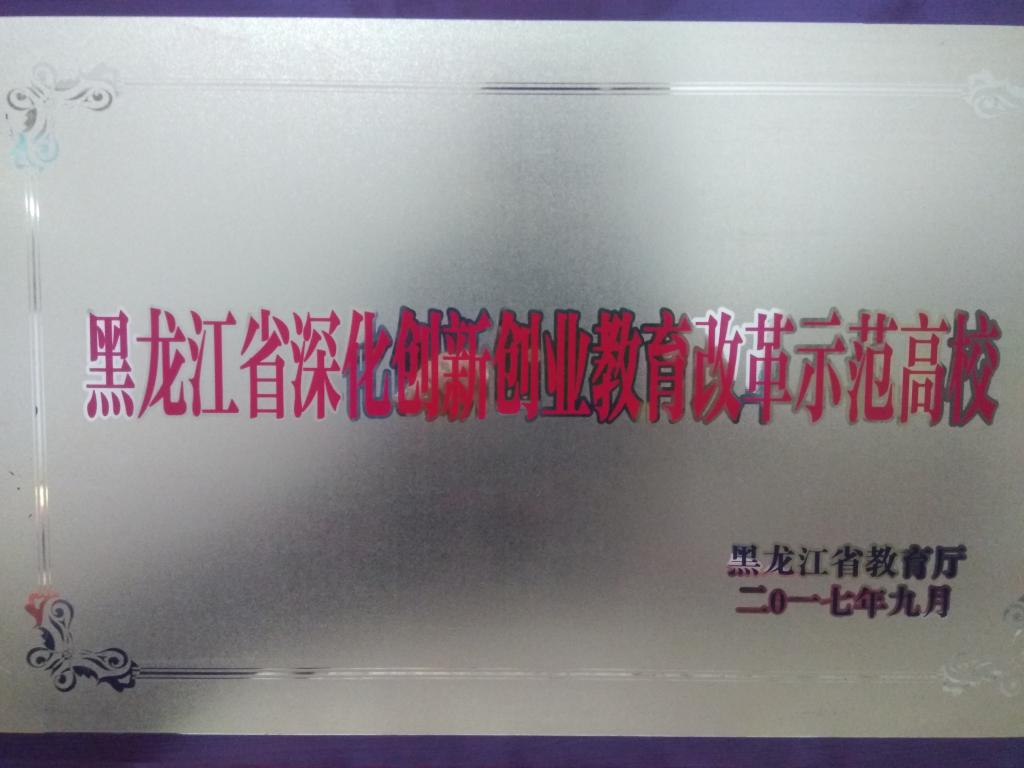 黑龙江省深化创新创业教育改革示范高校
黑龙江省教育厅
二0一七年九月